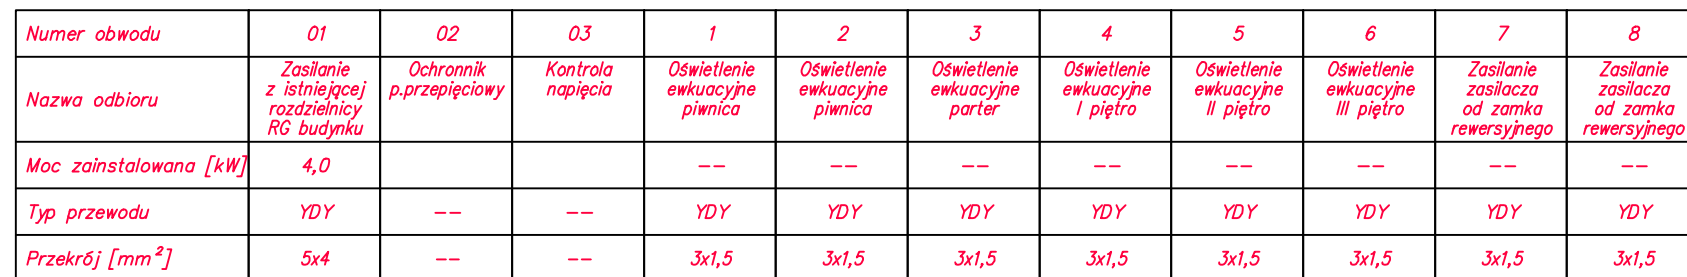 Numer obwodu 01 02 03 1 2 3 4 5 6 7 8
Zasilanie Ochronnik Kontrola Oświetlenie Oświetlenie Oświetlenie Oświetlenie Oświetlenie Oświetlenie Zasilanie Zasilanie
z istniejącej p.przepięciowy napięcia ewkuacyjne ewkuacyjne ewkuacyjne ewkuacyjne ewkuacyjne ewkuacyjne zasilacza zasilacza
Nazwa odbioru rozdzielnicy piwnica piwnica parter I piętro II piętro III piętro od zamka od zamka
RG budynku rewersyjnego rewersyjnego
Moc zainstalowana [kW] 4,0 -- -- -- -- -- -- -- --
Typ przewodu YDY -- -- YDY YDY YDY YDY YDY YDY YDY YDY
Przekrój [mm²] 5x4 -- -- 3x1,5 3x1,5 3x1,5 3x1,5 3x1,5 3x1,5 3x1,5 3x1,5